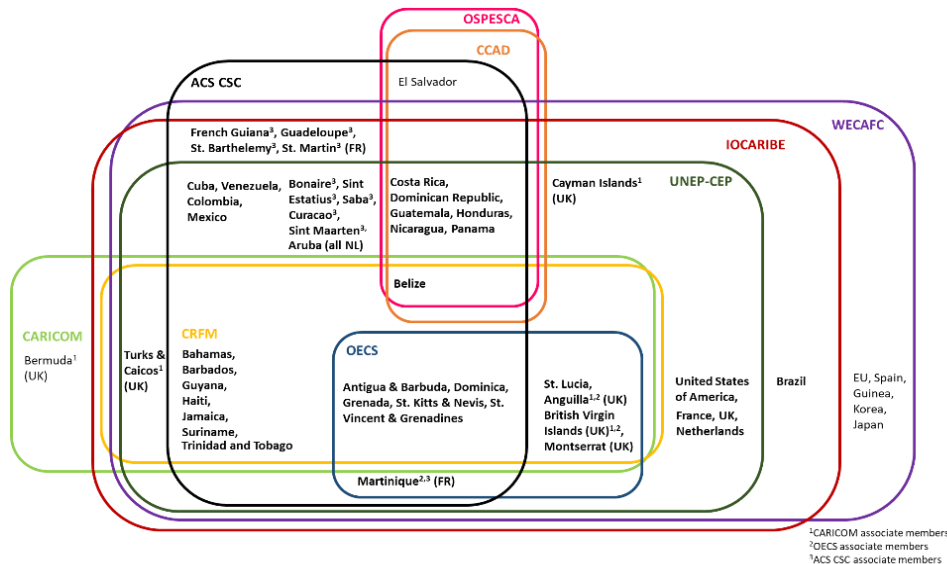 OSPESCA
CCAD
ACS CSC
El Salvador
WECAFC
French Guiana³, Guadeloupe³,
St. Barthelemy³, St. Martin³ (FR)
IOCARIBE
UNEP-CEP
Cuba, Venezuela,
Colombia,
Mexico
Bonaire³, Sint
Estatius³, Saba³,
Curacao³,
Sint Maarten³,
Aruba (all NL)
Costa Rica,
Dominican Republic,
Guatemala, Honduras,
Nicaragua, Panama
Cayman Islands¹
(UK)
Belize
CARICOM
Bermuda¹
(UK)
Turks &
Caicos¹
(UK)
CRFM
Bahamas,
Barbados,
Guyana,
Haiti,
Jamaica,
Suriname,
Trinidad and Tobago
OECS
Antigua & Barbuda, Dominica,
Grenada, St. Kitts & Nevis, St.
Vincent & Grenadines
St. Lucia,
Anguilla¹,² (UK)
British Virgin
Islands (UK)¹,²,
Montserrat (UK)
United States
of America,
France, UK,
Netherlands
Brazil
EU, Spain,
Guinea,
Korea,
Japan
Martinique²,³ (FR)
¹CARICOM associate members
²OECS associate members
³ACS CSC associate members